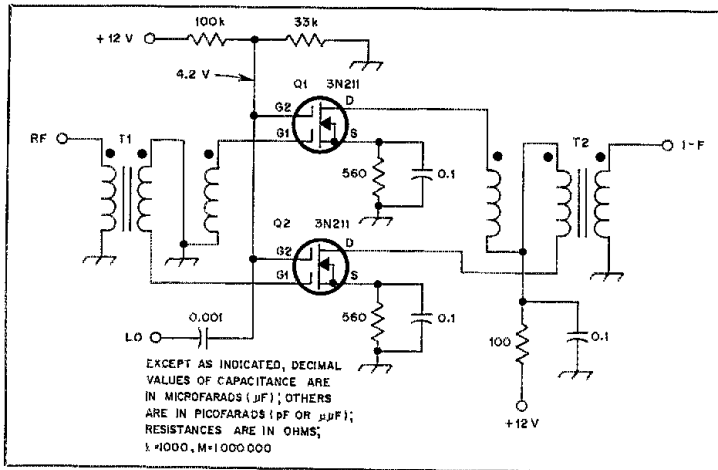 100k 33k
+12 V
4.2 V
Q1 3N211
G2 D
G1 S
RF T1
560 0.1
T2
I-F
Q2 3N211
G2 D
G1 S
0.001
LO
560 0.1
100 0.1
+12 V
EXCEPT AS INDICATED, DECIMAL
VALUES OF CAPACITANCE ARE
IN MICROFARADS (μF); OTHERS
ARE IN PICOFARADS (pF OR μμF);
RESISTANCES ARE IN OHMS;
k=1000, M=1000000